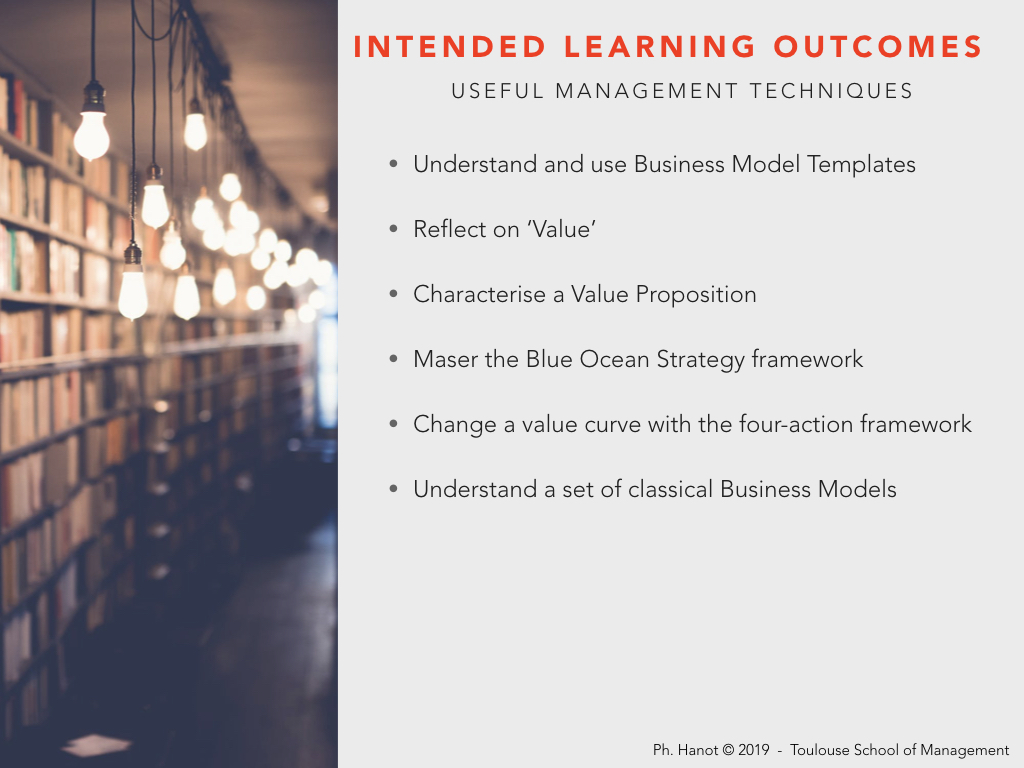 INTENDED LEARNING OUTCOMES
USEFUL MANAGEMENT TECHNIQUES
• Understand and use Business Model Templates
• Reflect on ‘Value’
• Characterise a Value Proposition
• Maser the Blue Ocean Strategy framework
• Change a value curve with the four-action framework
• Understand a set of classical Business Models
Ph. Hanot © 2019 - Toulouse School of Management